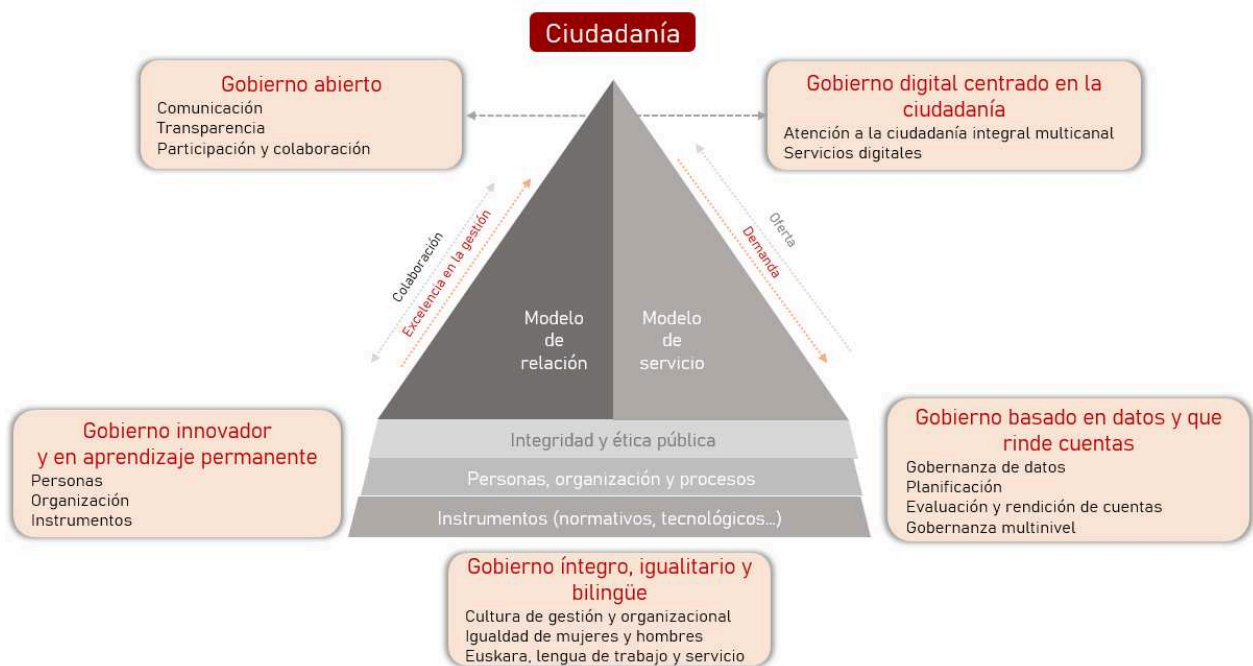 Ciudadanía
Gobierno abierto
Comunicación
Transparencia
Participación y colaboración
Gobierno digital centrado en la
ciudadanía
Atención a la ciudadanía integral multicanal
Servicios digitales
Colaboración
Excelencia en la gestión
Oferta
Demanda
Modelo
de
relación
Modelo
de
servicio
Gobierno innovador
y en aprendizaje permanente
Personas
Organización
Instrumentos
Integridad y ética pública
Personas, organización y procesos
Instrumentos (normativos, tecnológicos...)
Gobierno basado en datos y que
rinde cuentas
Gobernanza de datos
Planificación
Evaluación y rendición de cuentas
Gobernanza multinivel
Gobierno íntegro, igualitario y
bilingüe
Cultura de gestión y organizacional
Igualdad de mujeres y hombres
Euskara, lengua de trabajo y servicio